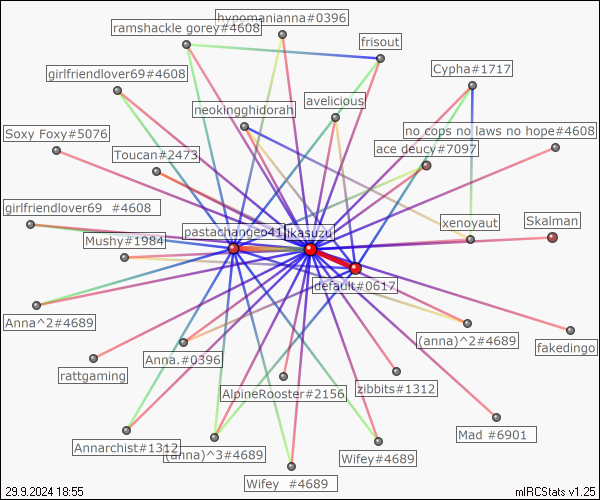 hypomanianna#0396
ramshackle gorey#4608
frisout
Cypha#1717
girlfriendlover69#4608
avelicious
neokingghidorah
no cops no laws no hope#4608
Soxy Foxy#5076
ace deucy#7097
Toucan#2473
girlfriendlover69 #4608
Skalman
xenoyaut
pastachangeo41
likasuzu
Mushy#1984
default#0617
Anna^2#4689
(anna)^2#4689
fakedingo
Anna.#0396
rattgaming
zibbits#1312
AlpineRooster#2156
Mad #6901
Annarchist#1312
(anna)^3#4689
Wifey#4689
Wifey #4689
29.9.2024 18:55
mIRCStats v1.25